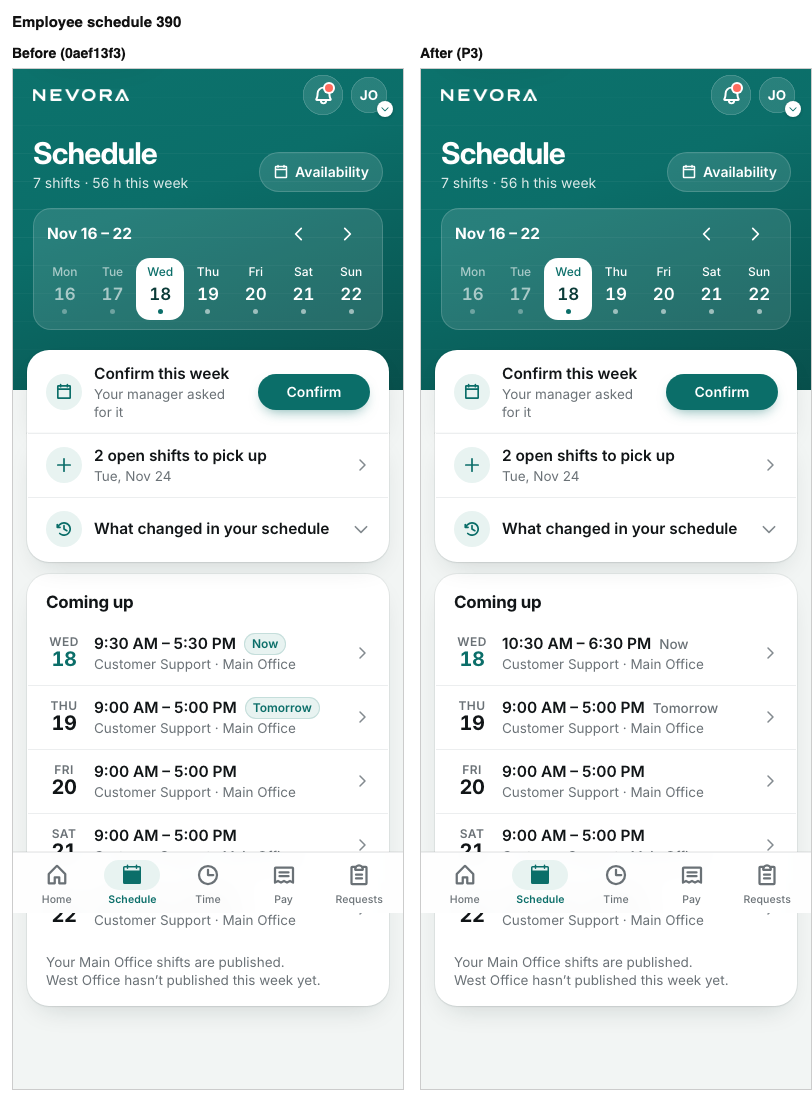 Employee schedule 390
Before (0aef13f3)
NEVORA
JO
Schedule
7 shifts · 56 h this week
Availability
Nov 16 – 22
Mon Tue Wed Thu Fri Sat Sun
16 17 18 19 20 21 22
Confirm this week
Your manager asked
for it
Confirm
2 open shifts to pick up
Tue, Nov 24
What changed in your schedule
Coming up
WED
18
9:30 AM – 5:30 PM Now
Customer Support · Main Office
THU
19
9:00 AM – 5:00 PM Tomorrow
Customer Support · Main Office
FRI
20
9:00 AM – 5:00 PM
Customer Support · Main Office
SAT
21
9:00 AM – 5:00 PM
Home Schedule Time Pay Requests
22
Customer Support · Main Office
Your Main Office shifts are published.
West Office hasn’t published this week yet.
After (P3)
NEVORA
JO
Schedule
7 shifts · 56 h this week
Availability
Nov 16 – 22
Mon Tue Wed Thu Fri Sat Sun
16 17 18 19 20 21 22
Confirm this week
Your manager asked
for it
Confirm
2 open shifts to pick up
Tue, Nov 24
What changed in your schedule
Coming up
WED
18
10:30 AM – 6:30 PM Now
Customer Support · Main Office
THU
19
9:00 AM – 5:00 PM Tomorrow
Customer Support · Main Office
FRI
20
9:00 AM – 5:00 PM
Customer Support · Main Office
SAT
21
9:00 AM – 5:00 PM
Home Schedule Time Pay Requests
22
Customer Support · Main Office
Your Main Office shifts are published.
West Office hasn’t published this week yet.